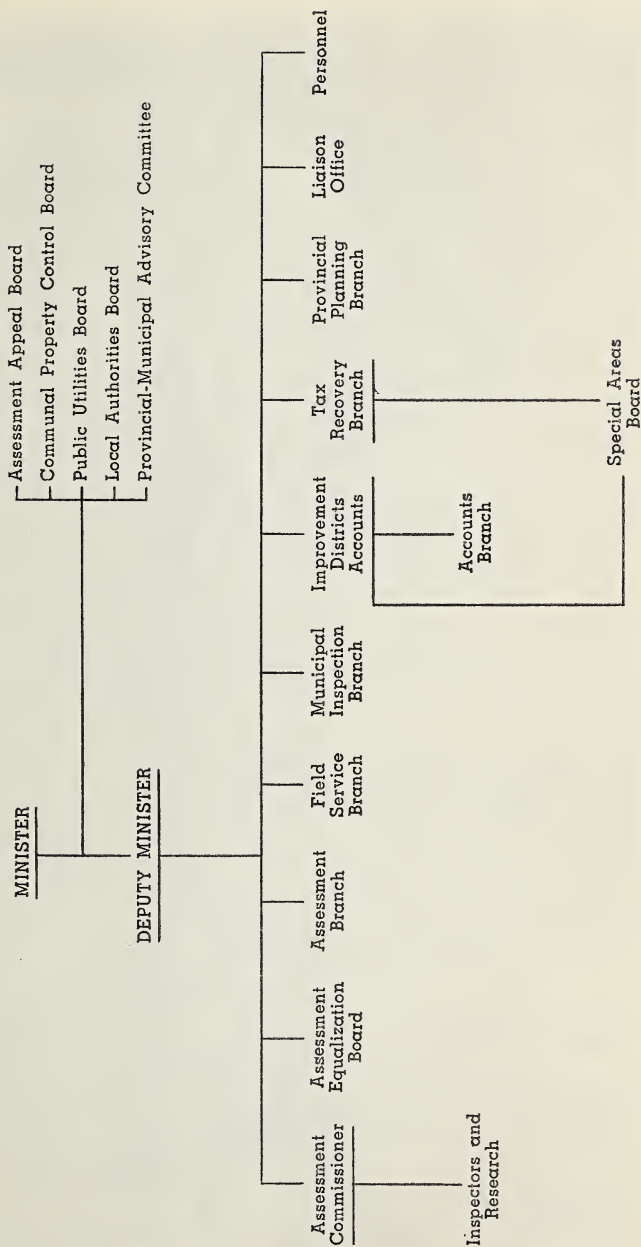 MINISTER
Assessment Appeal Board
Communal Property Control Board
Public Utilities Board
Local Authorities Board
Provincial-Municipal Advisory Committee
DEPUTY MINISTER
Assessment
Commissioner
Assessment
Equalization
Board
Assessment
Branch
Field
Service
Branch
Municipal
Inspection
Branch
Improvement
Districts
Accounts
Tax
Recovery
Branch
Provincial
Planning
Branch
Liaison
Office
Personnel
Inspectors and
Research
Accounts
Branch
Special Areas
Board